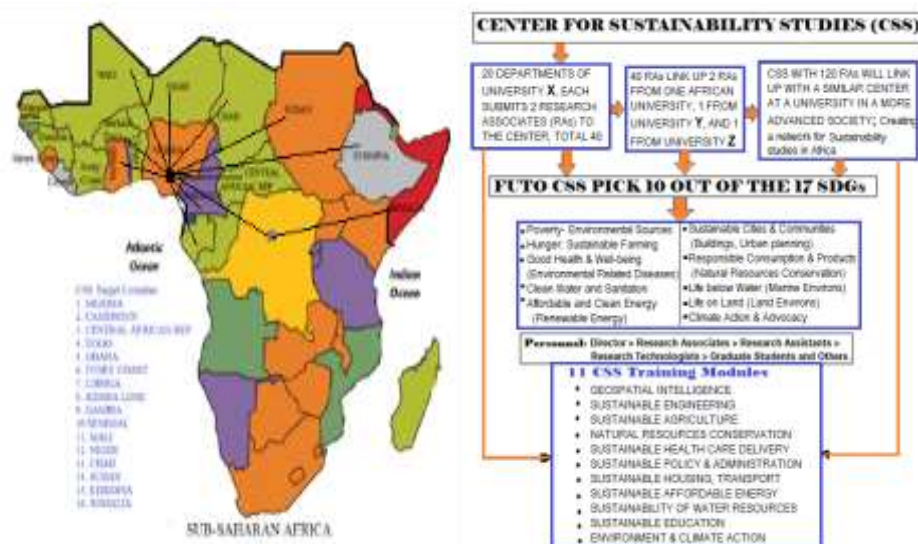 CENTER FOR SUSTAINABILITY STUDIES (CSS)
20 DEPARTMENTS OF
UNIVERSITY X, EACH
SUBMITS 2 RESEARCH
ASSOCIATES (RAs) TO
THE CENTER, TOTAL 40
40 RAs LINK UP 2 RAs
FROM ONE AFRICAN
UNIVERSITY, 1 FROM
UNIVERSITY Y, AND 1
FROM UNIVERSITY Z
CSS WITH 120 RAs WILL LINK
UP WITH A SIMILAR CENTER
AT A UNIVERSITY IN A MORE
ADVANCED SOCIETY; Creating
a network for Sustainability
studies in Africa
FUTO CSS PICK 10 OUT OF THE 17 SDGs
Poverty- Environmental Sources
Hunger: Sustainable Farming
Good Health & Well-being
(Environmental Related Diseases)
Clean Water and Sanitation
Affordable and Clean Energy
(Renewable Energy)
Sustainable Cities & Communities
(Buildings, Urban planning)
Responsible Consumption & Products
(Natural Resources Conservation)
Life below Water (Marine Environs)
Life on Land (Land Environs)
Climate Action & Advocacy
Personnel: Director > Research Associates > Research Assistants >
Research Technologists > Graduate Students and Others
11 CSS Training Modules
GEOSPATIAL INTELLIGENCE
SUSTAINABLE ENGINEERING
SUSTAINABLE AGRICULTURE
NATURAL RESOURCES CONSERVATION
SUSTAINABLE HEALTH CARE DELIVERY
SUSTAINABLE POLICY & ADMINISTRATION
SUSTAINABLE HOUSING, TRANSPORT
SUSTAINABLE AFFORDABLE ENERGY
SUSTAINABILITY OF WATER RESOURCES
SUSTAINABLE EDUCATION
ENVIRONMENT & CLIMATE ACTION
CENTRAL
AFRICAN REP
Atlantic
Ocean
Indian
Ocean
1. NIGERIA
2. CAMEROUN
3. CENTRAL AFRICAN REP
4. TOGO
5. GHANA
6. IVORY COAST
8. SIERRA LEONE
9. GAMBIA
10. SENEGAL
11. MALI
12. NIGER
13. CHAD
14. SUDAN
16. SOMALIA
SUB-SAHARAN AFRICA